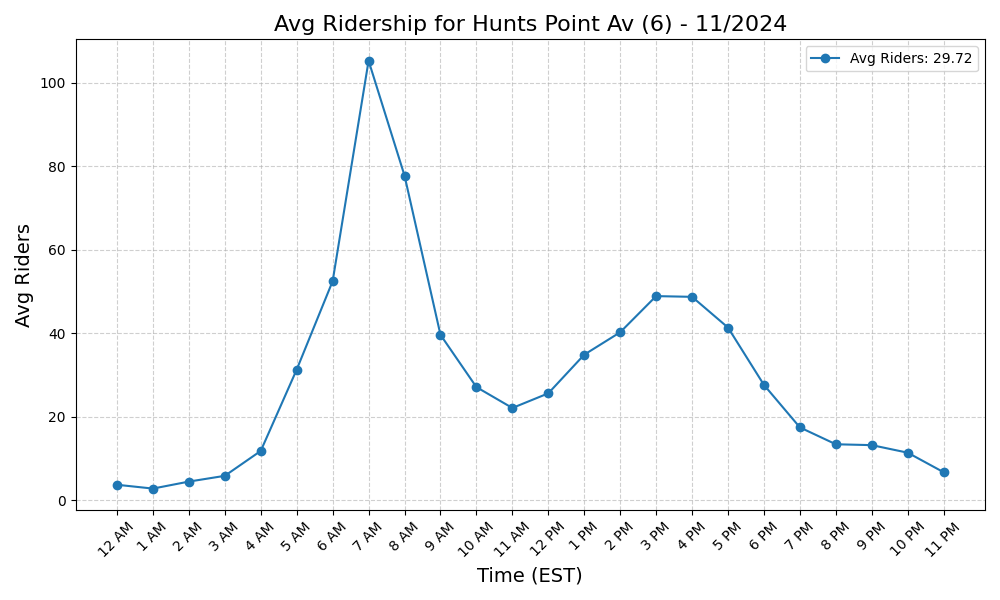 Avg Ridership for Hunts Point Av (6) - 11/2024
Avg Riders: 29.72
Avg Riders
100
80
60
40
20
0
12 AM
1 AM
2 AM
3 AM
4 AM
5 AM
6 AM
7 AM
8 AM
9 AM
10 AM
11 AM
12 PM
1 PM
2 PM
3 PM
4 PM
5 PM
6 PM
7 PM
8 PM
9 PM
10 PM
11 PM
Time (EST)